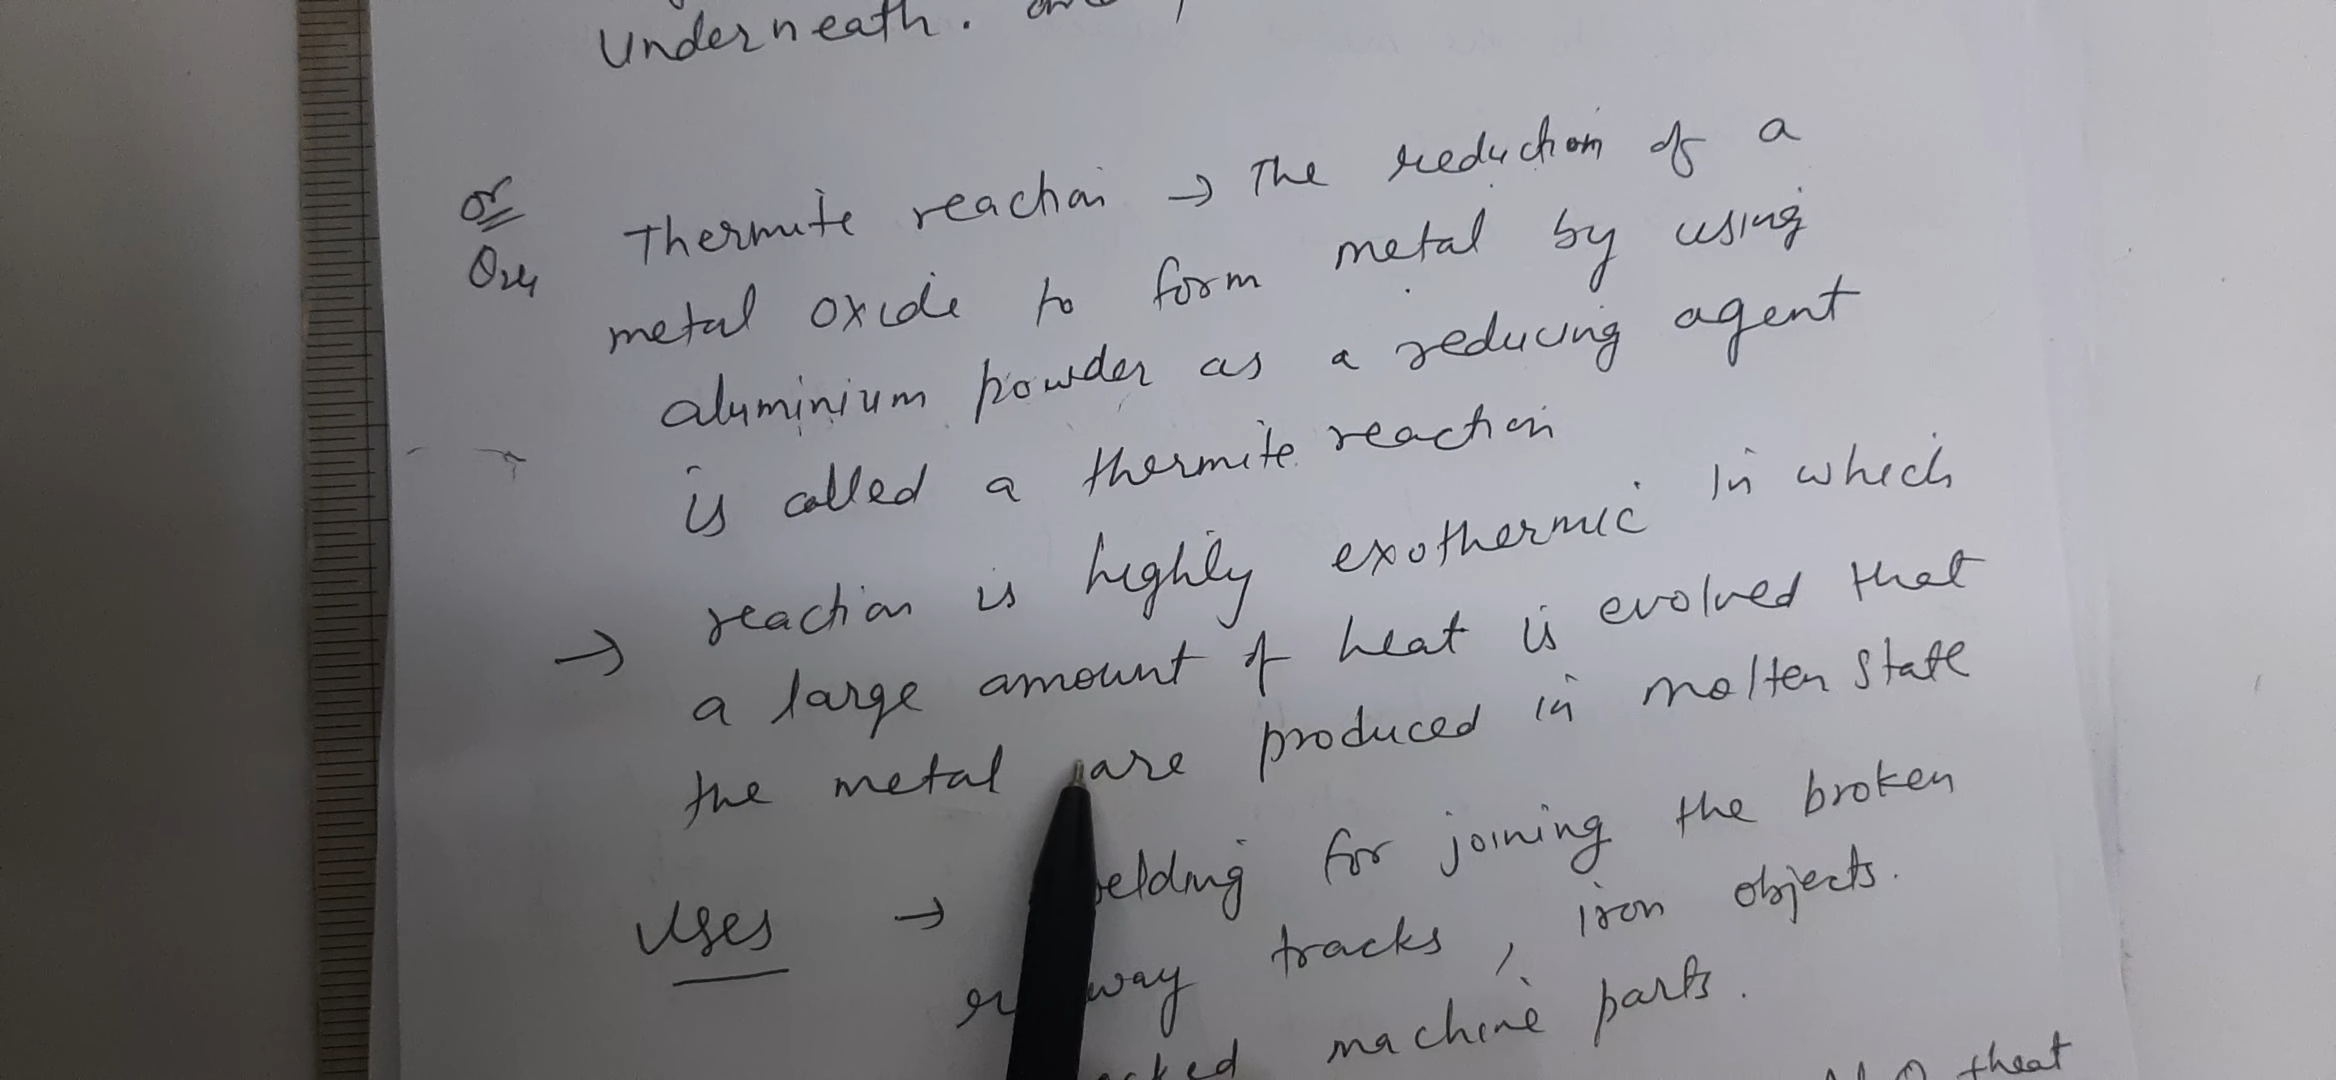 Underneath.
or
Thermite reaction → The reduction of a
metal oxide to form metal by using
aluminium powder as a reducing agent
is called a thermite reaction
→ reaction is highly exothermic in which
a large amount of heat is evolved that
the metal are produced in molten state
Uses → elding for joining the broken
way tracks, iron objects.
cked machine parts.
heat